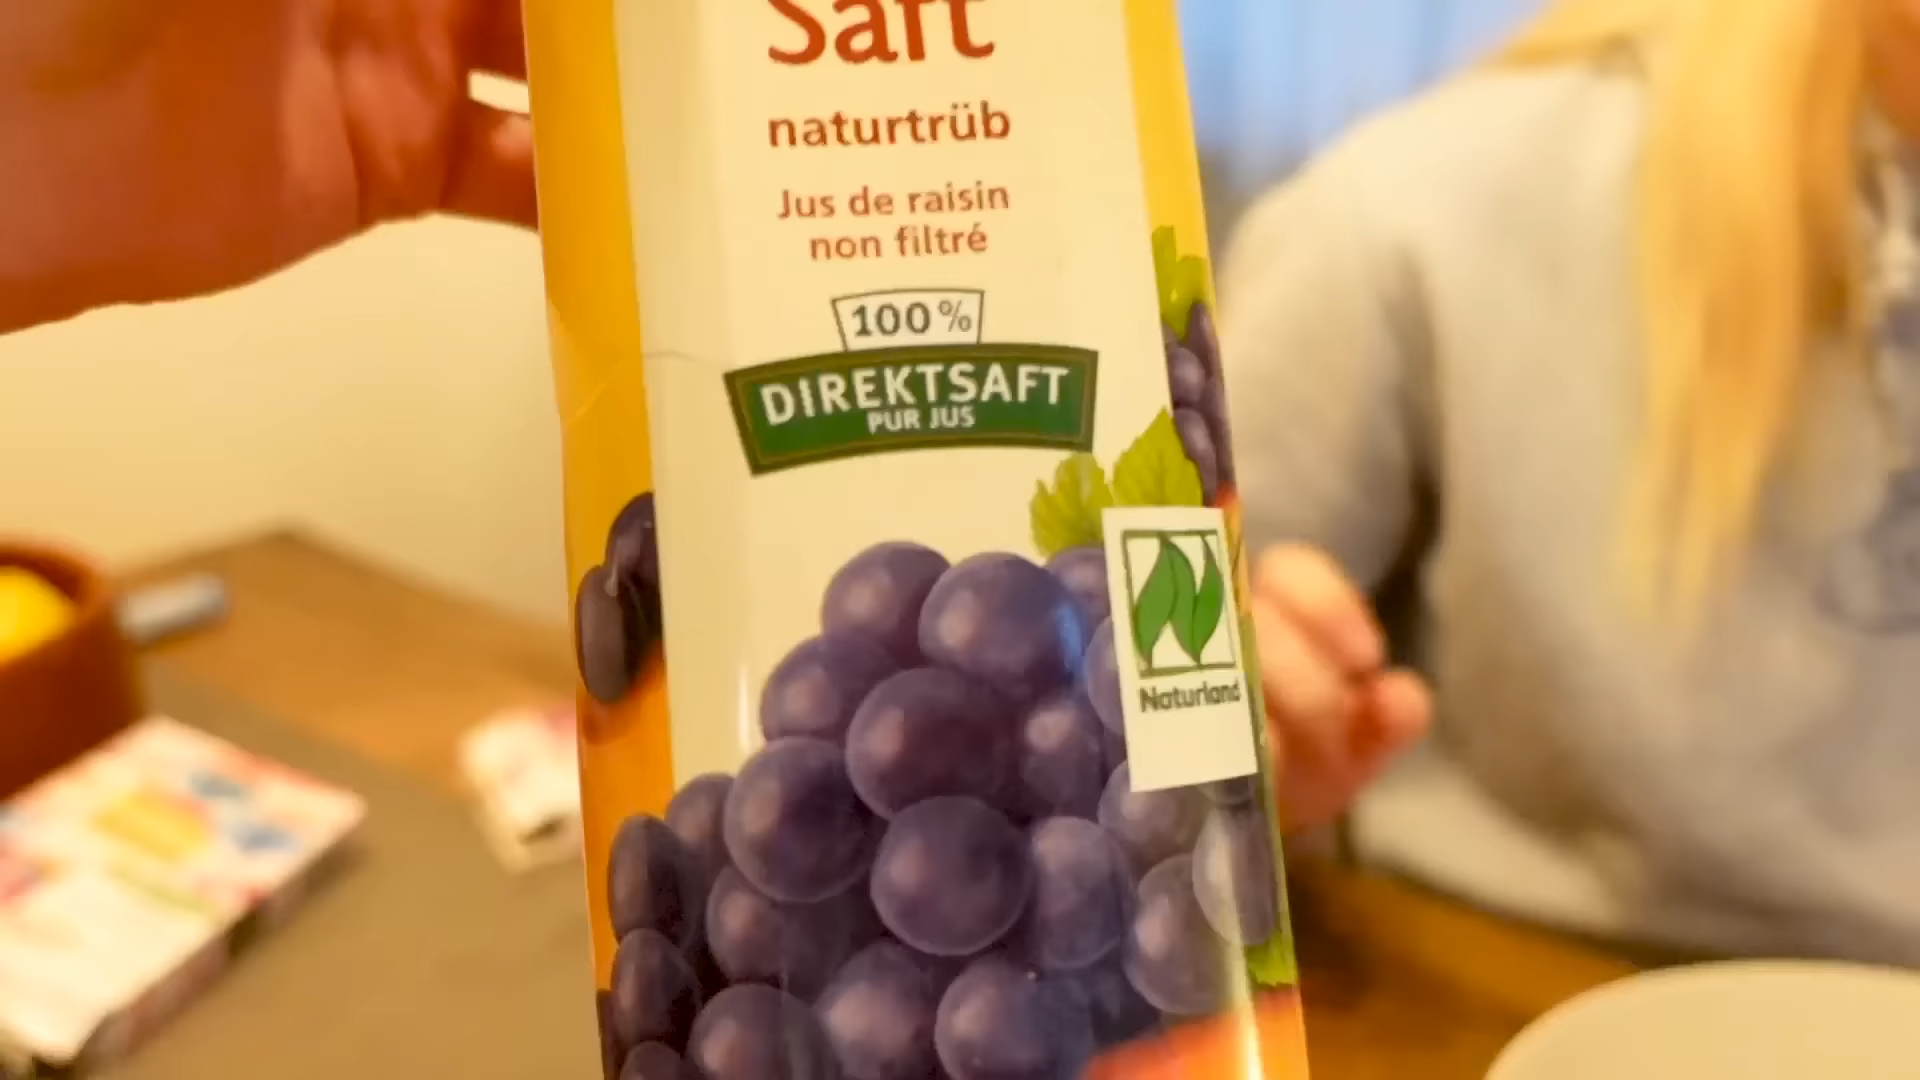 Saft
naturtrüb
Jus de raisin
non filtré
100%
DIREKTSAFT
PUR JUS
Naturland